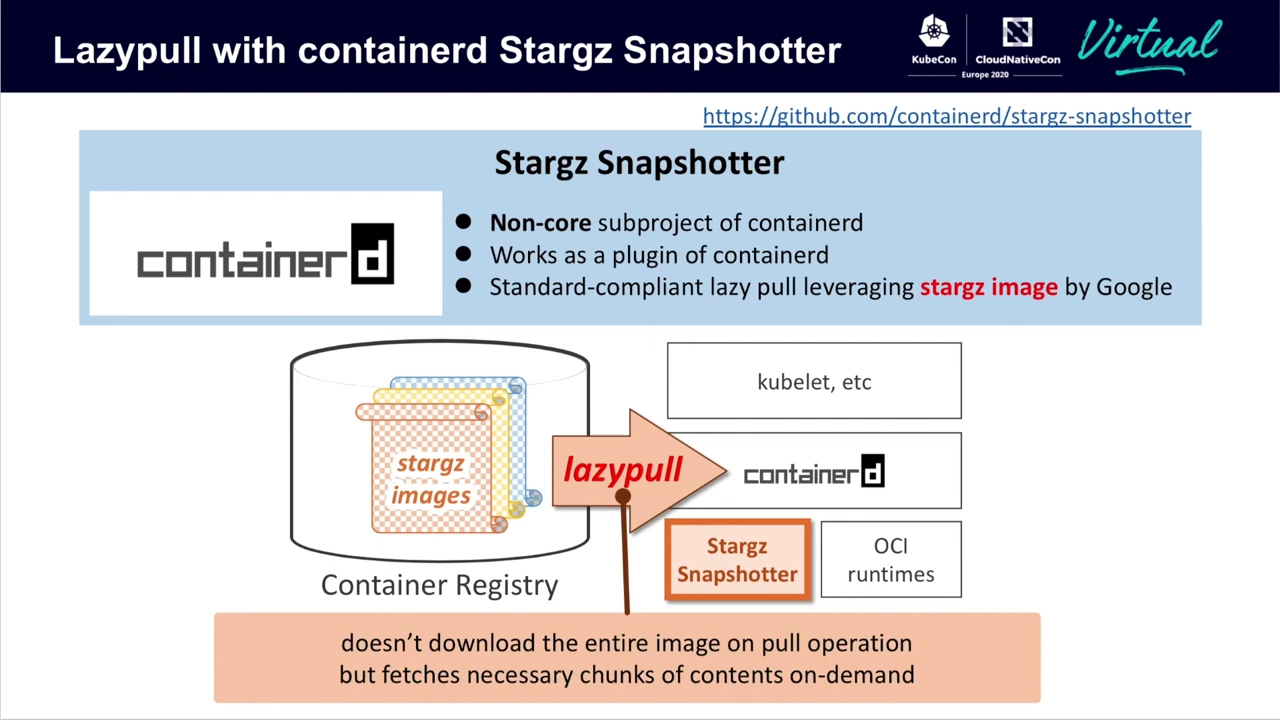 Lazypull with containerd Stargz Snapshotter
KubeCon
CloudNativeCon
Europe 2020
Virtual
https://github.com/containerd/stargz-snapshotter
Stargz Snapshotter
containerd
● Non-core subproject of containerd
● Works as a plugin of containerd
● Standard-compliant lazy pull leveraging stargz image by Google
kubelet, etc
stargz
images
lazypull
containerd
Stargz
Snapshotter
OCI
runtimes
Container Registry
doesn’t download the entire image on pull operation
but fetches necessary chunks of contents on-demand